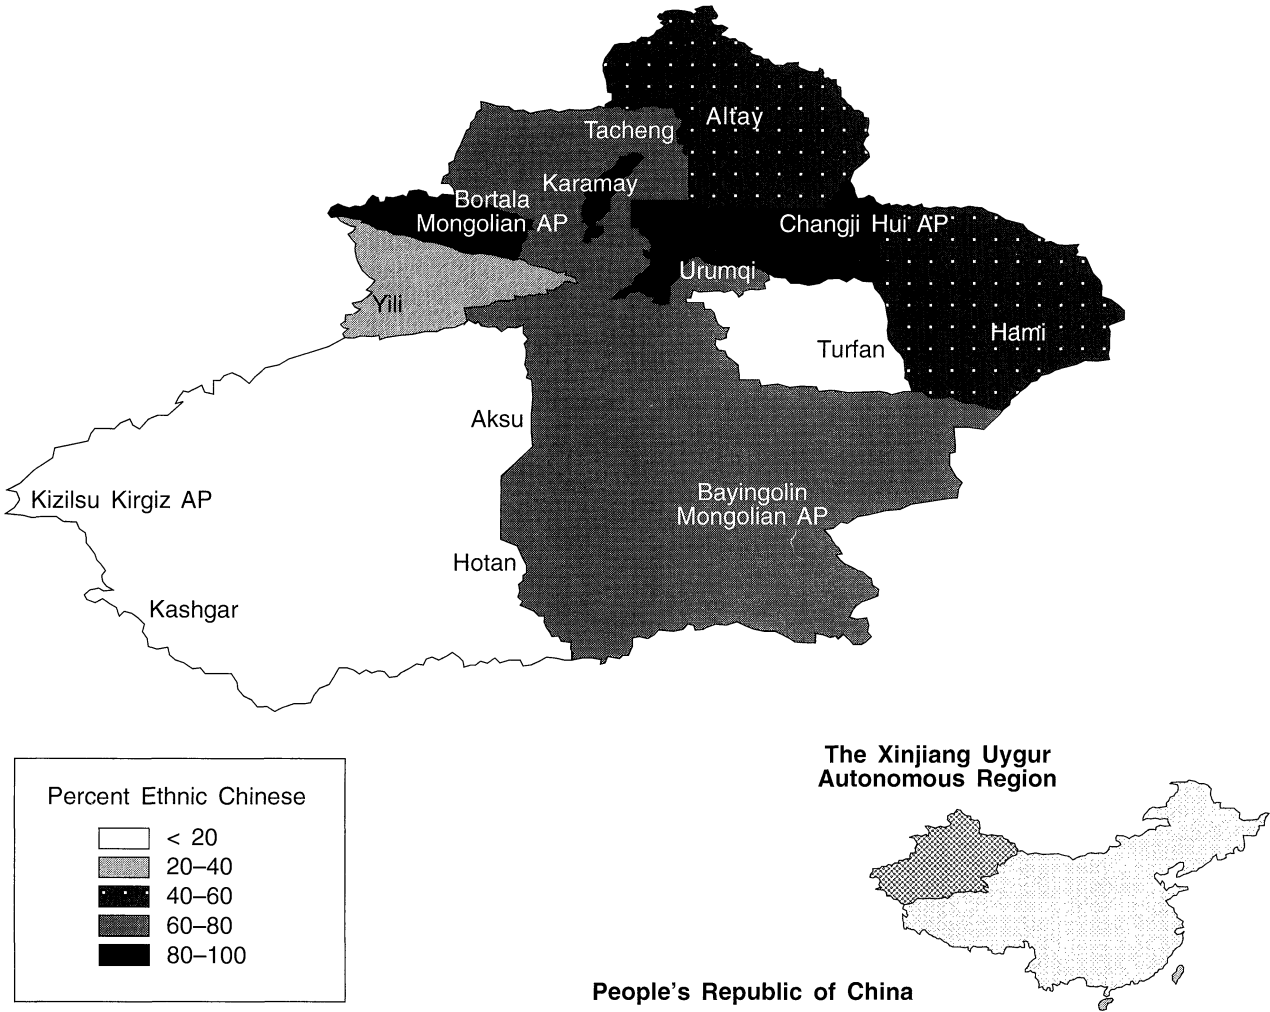 Altay
Tacheng
Karamay
Bortala
Mongolian AP
Changji Hui AP
Urumqi
Yili
Hami
Turfan
Aksu
Bayingolin
Mongolian AP
Kizilsu Kirgiz AP
Hotan
Kashgar
Percent Ethnic Chinese
< 20
20–40
40–60
60–80
80–100
The Xinjiang Uygur
Autonomous Region
People's Republic of China